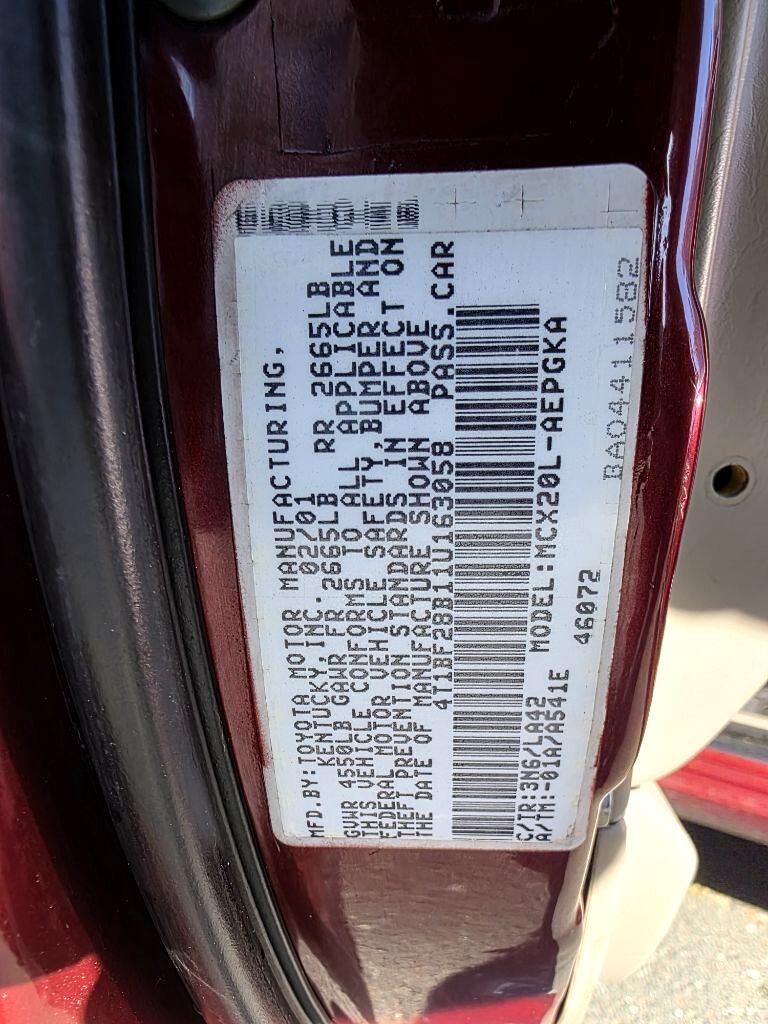 MFD.BY:TOYOTA MOTOR MANUFACTURING,
KENTUCKY,INC. 02/01
GVWR 4550LB GAWR FR 2665LB RR 2665LB
THIS VEHICLE CONFORMS TO ALL APPLICABLE
FEDERAL MOTOR VEHICLE SAFETY,BUMPER AND
THEFT PREVENTION STANDARDS IN EFFECT ON
THE DATE OF MANUFACTURE SHOWN ABOVE
4T1BF28B11U163058 PASS.CAR
C/TR:3N6/LA42 MODEL:MCX20L-AEPGKA
A/TM:-01A/A541E 46072
BA04411582